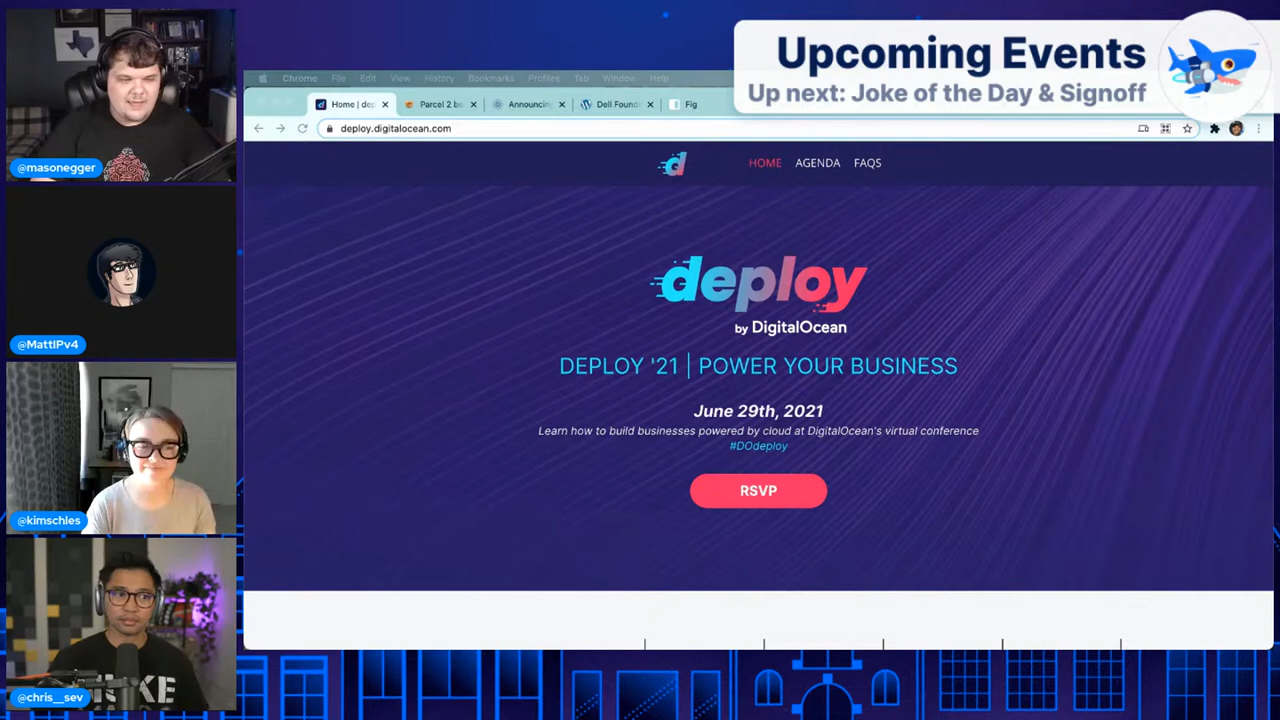 Upcoming Events
Up next: Joke of the Day & Signoff
@masonegger
@MattIPv4
@kimschles
@chris__sev
Chrome File Edit View History Bookmarks Profiles Tab Window Help
Home | dep
Parcel 2 b
Announcing
Dell Found
Fig
deploy.digitalocean.com
d
HOME AGENDA FAQS
deploy
by DigitalOcean
DEPLOY '21 | POWER YOUR BUSINESS
June 29th, 2021
Learn how to build businesses powered by cloud at DigitalOcean's virtual conference
#DOdeploy
RSVP